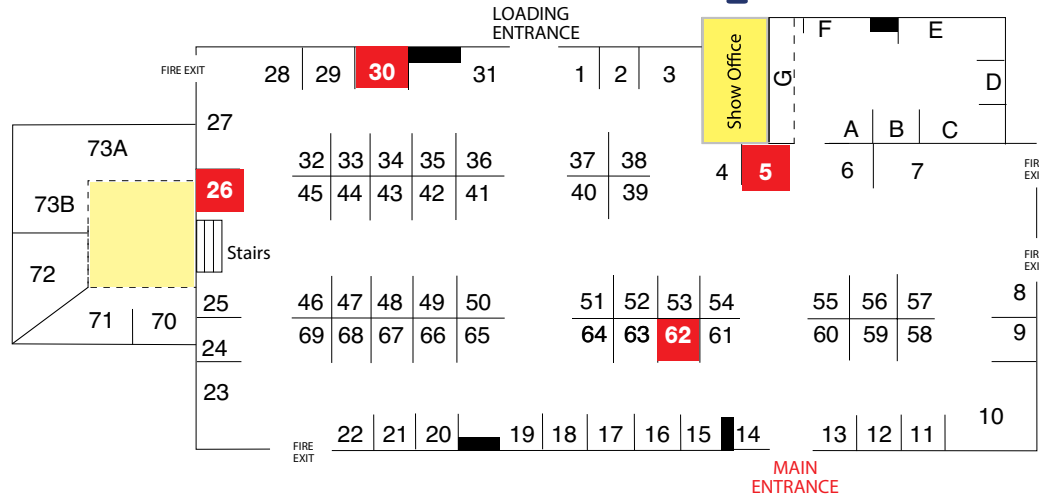 LOADING
ENTRANCE
F
E
FIRE EXIT
28 29 30 31
1 2 3
Show Office
G
D
27
A B C
73A
32 33 34 35 36
37 38
4 5
6 7
FIR
EXI
26
45 44 43 42 41
40 39
73B
Stairs
FIR
EXI
72
25
46 47 48 49 50
51 52 53 54
55 56 57
8
71 70
69 68 67 66 65
64 63 62 61
60 59 58
9
24
23
10
22 21 20 19 18 17 16 15 14
13 12 11
FIRE
EXIT
MAIN
ENTRANCE